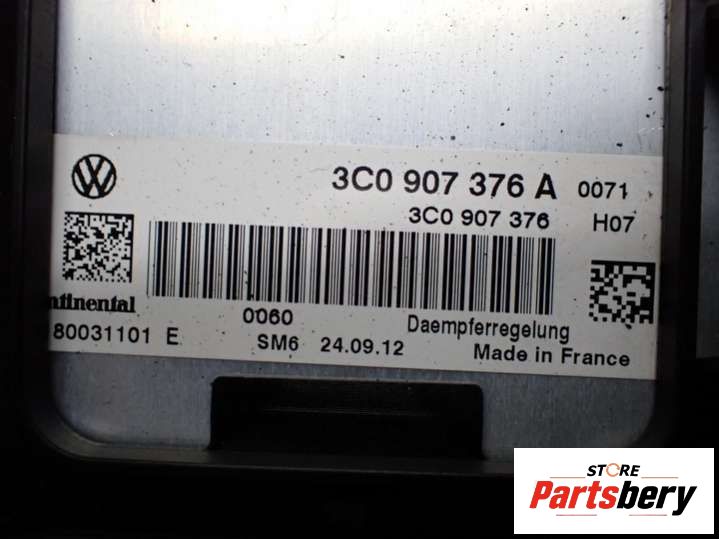 3C0 907 376 A 0071
3C0 907 376 H07
ntinental
80031101 E
0060
Daempferregelung
SM6 24.09.12
Made in France
STORE
Partsbery